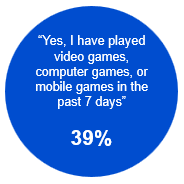 “Yes, I have played
video games,
computer games, or
mobile games in the
past 7 days”
39%